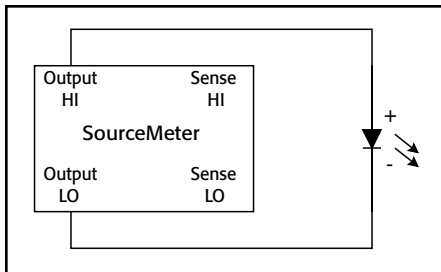 Output HI
Sense HI
SourceMeter
Output LO
Sense LO
+
-